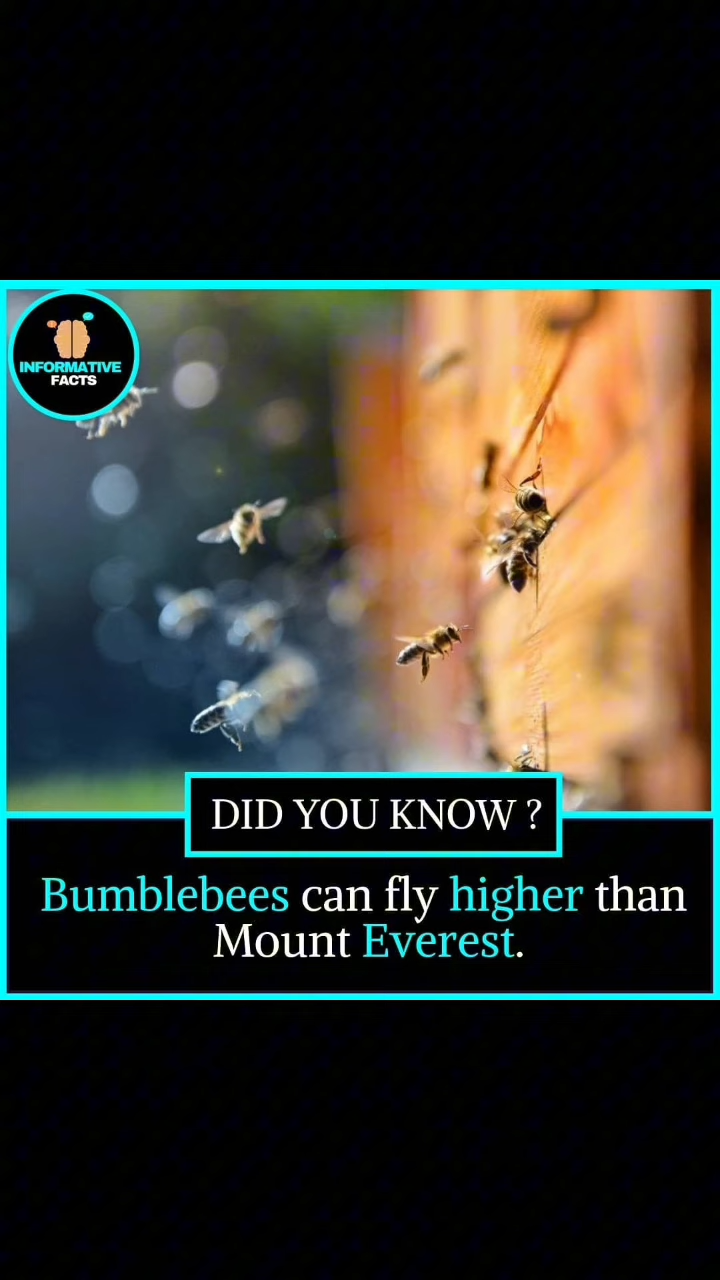 INFORMATIVE
FACTS
DID YOU KNOW ?
Bumblebees can fly higher than
Mount Everest.